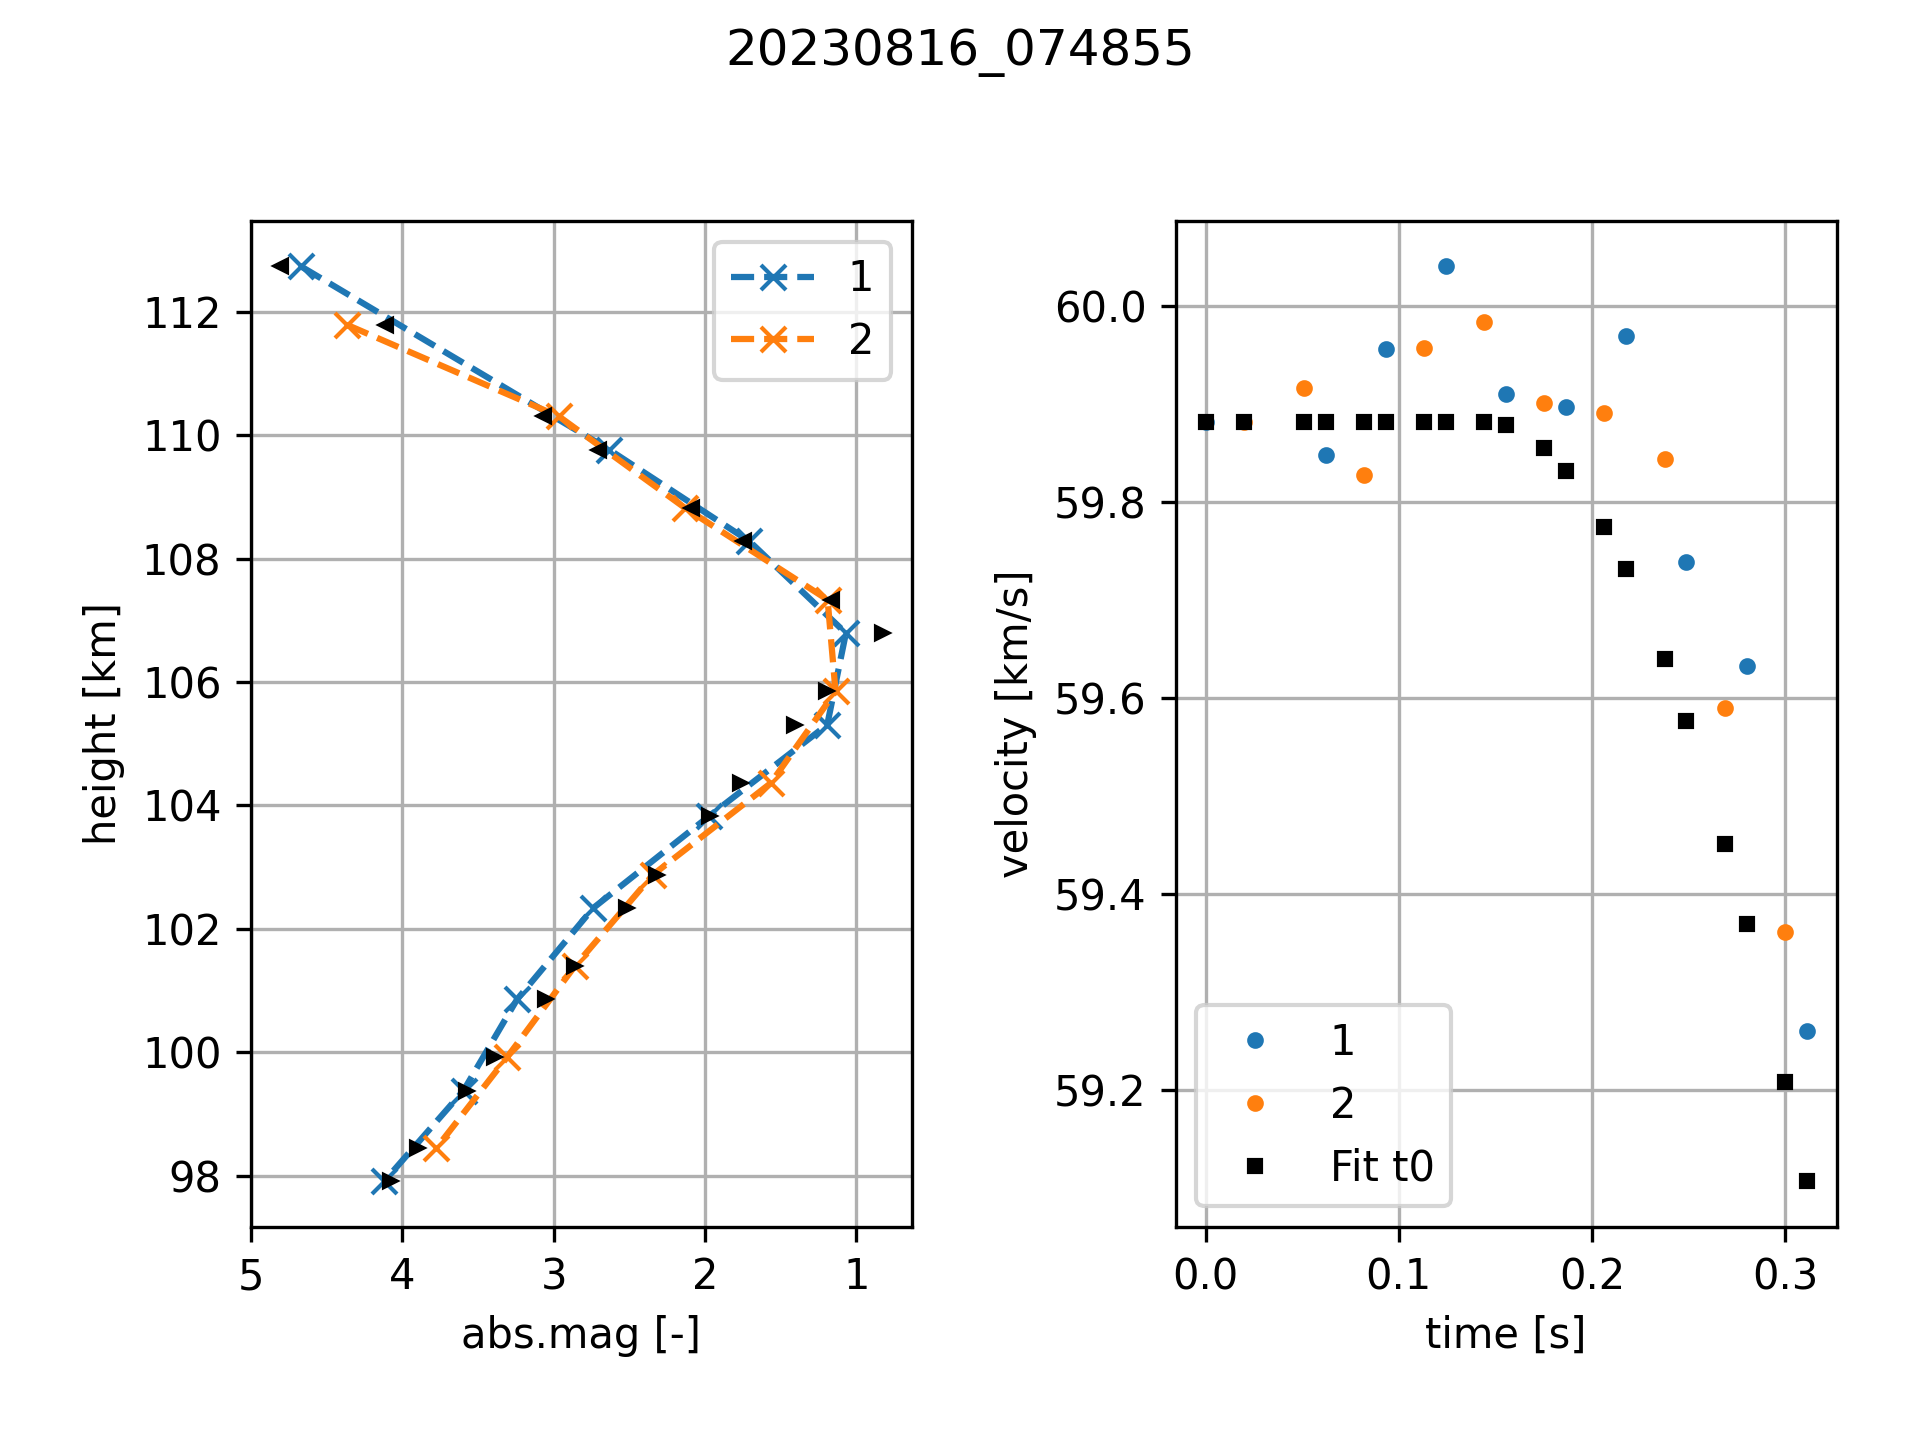 20230816_074855
1
2
112
110
108
106
104
102
100
98
height [km]
5 4 3 2 1
abs.mag [-]
60.0
59.8
59.6
59.4
59.2
velocity [km/s]
1
2
Fit t0
0.0 0.1 0.2 0.3
time [s]